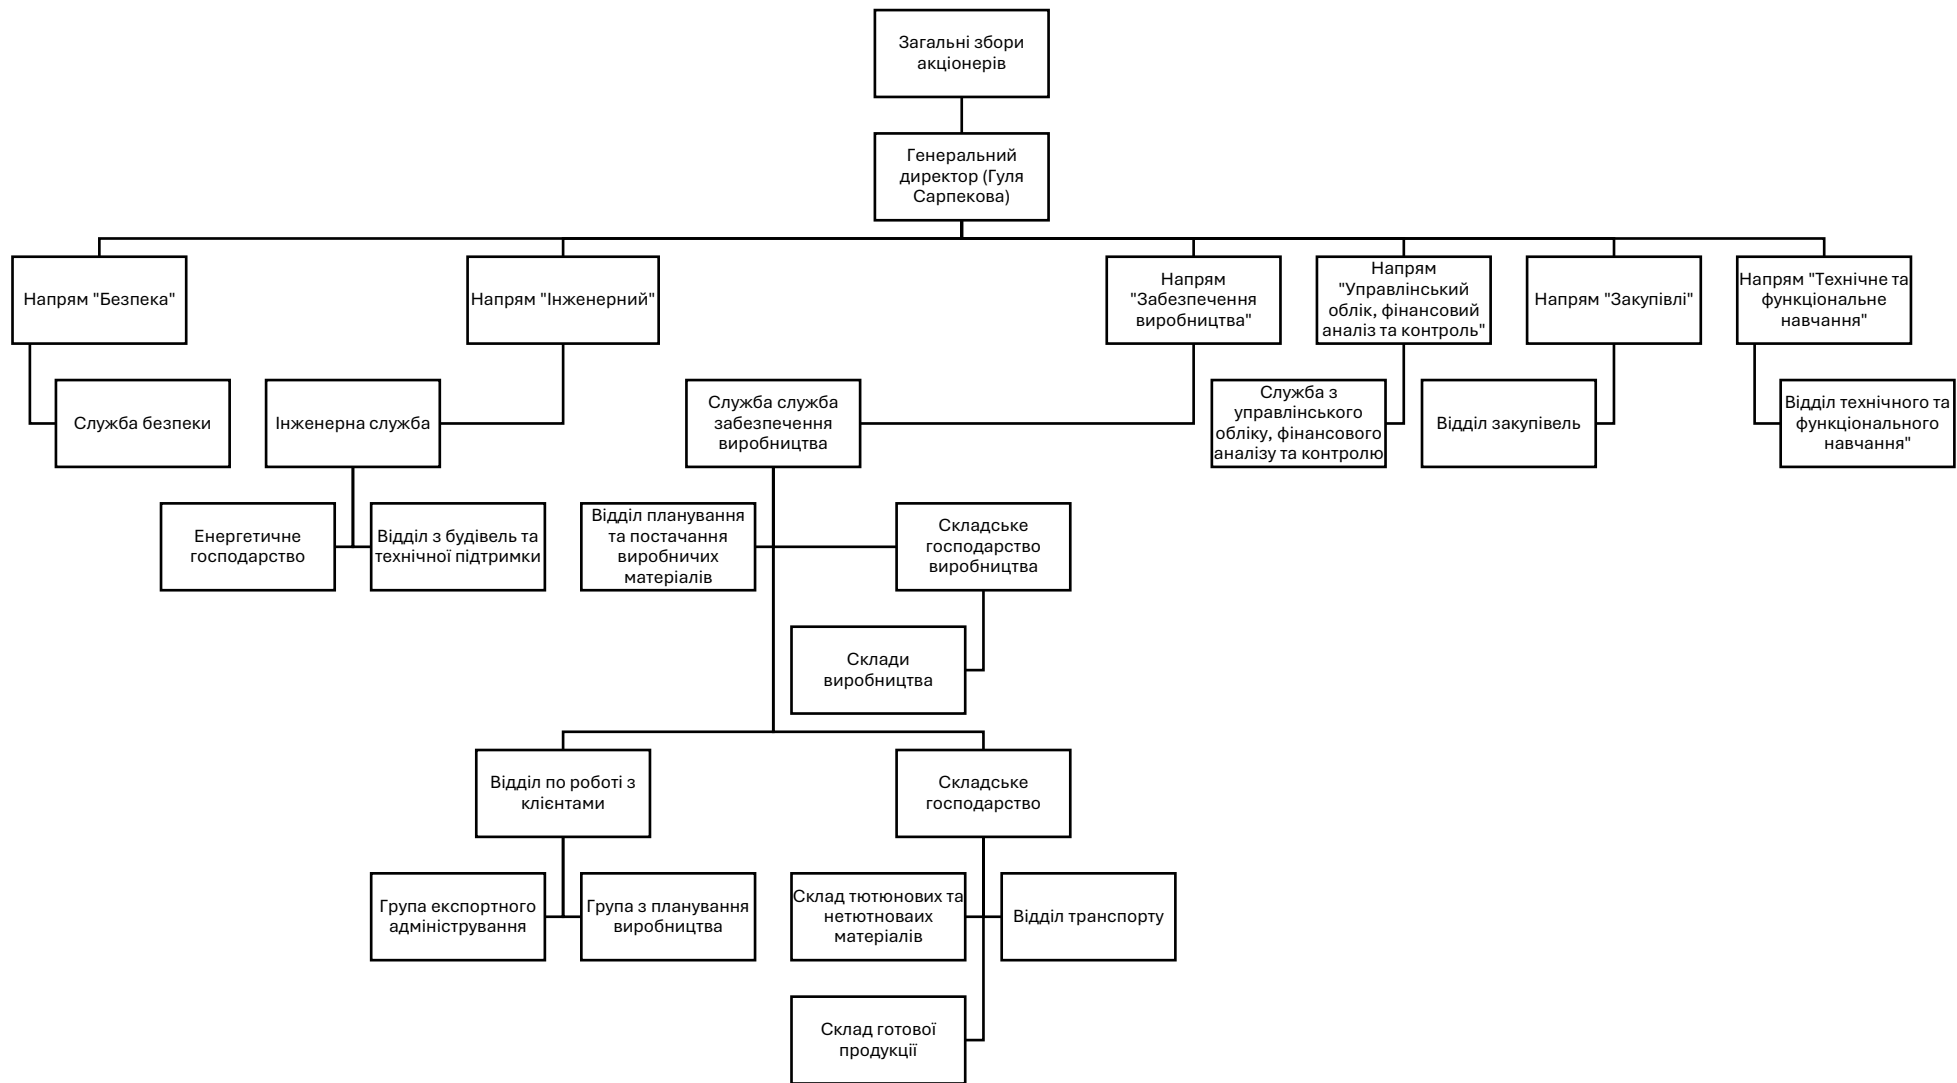 Загальні збори
акціонерів
Генеральний
директор (Гуля
Сарпекова)
Напрям "Безпека"
Напрям "Інженерний"
Напрям
"Забезпечення
виробництва"
Напрям
"Управлінський
облік, фінансовий
аналіз та контроль"
Напрям "Закупівлі"
Напрям "Технічне та
функціональне
навчання"
Служба безпеки
Інженерна служба
Служба служба
забезпечення
виробництва
Служба з
управлінського
обліку, фінансового
аналізу та контролю
Відділ закупівель
Відділ технічного та
функціонального
навчання"
Енергетичне
господарство
Відділ з будівель та
технічної підтримки
Відділ планування
та постачання
виробничих
матеріалів
Складське
господарство
виробництва
Склади
виробництва
Відділ по роботі з
клієнтами
Складське
господарство
Група експортного
адміністрування
Група з планування
виробництва
Склад тютюнових та
нетютноваих
матеріалів
Відділ транспорту
Склад готової
продукції